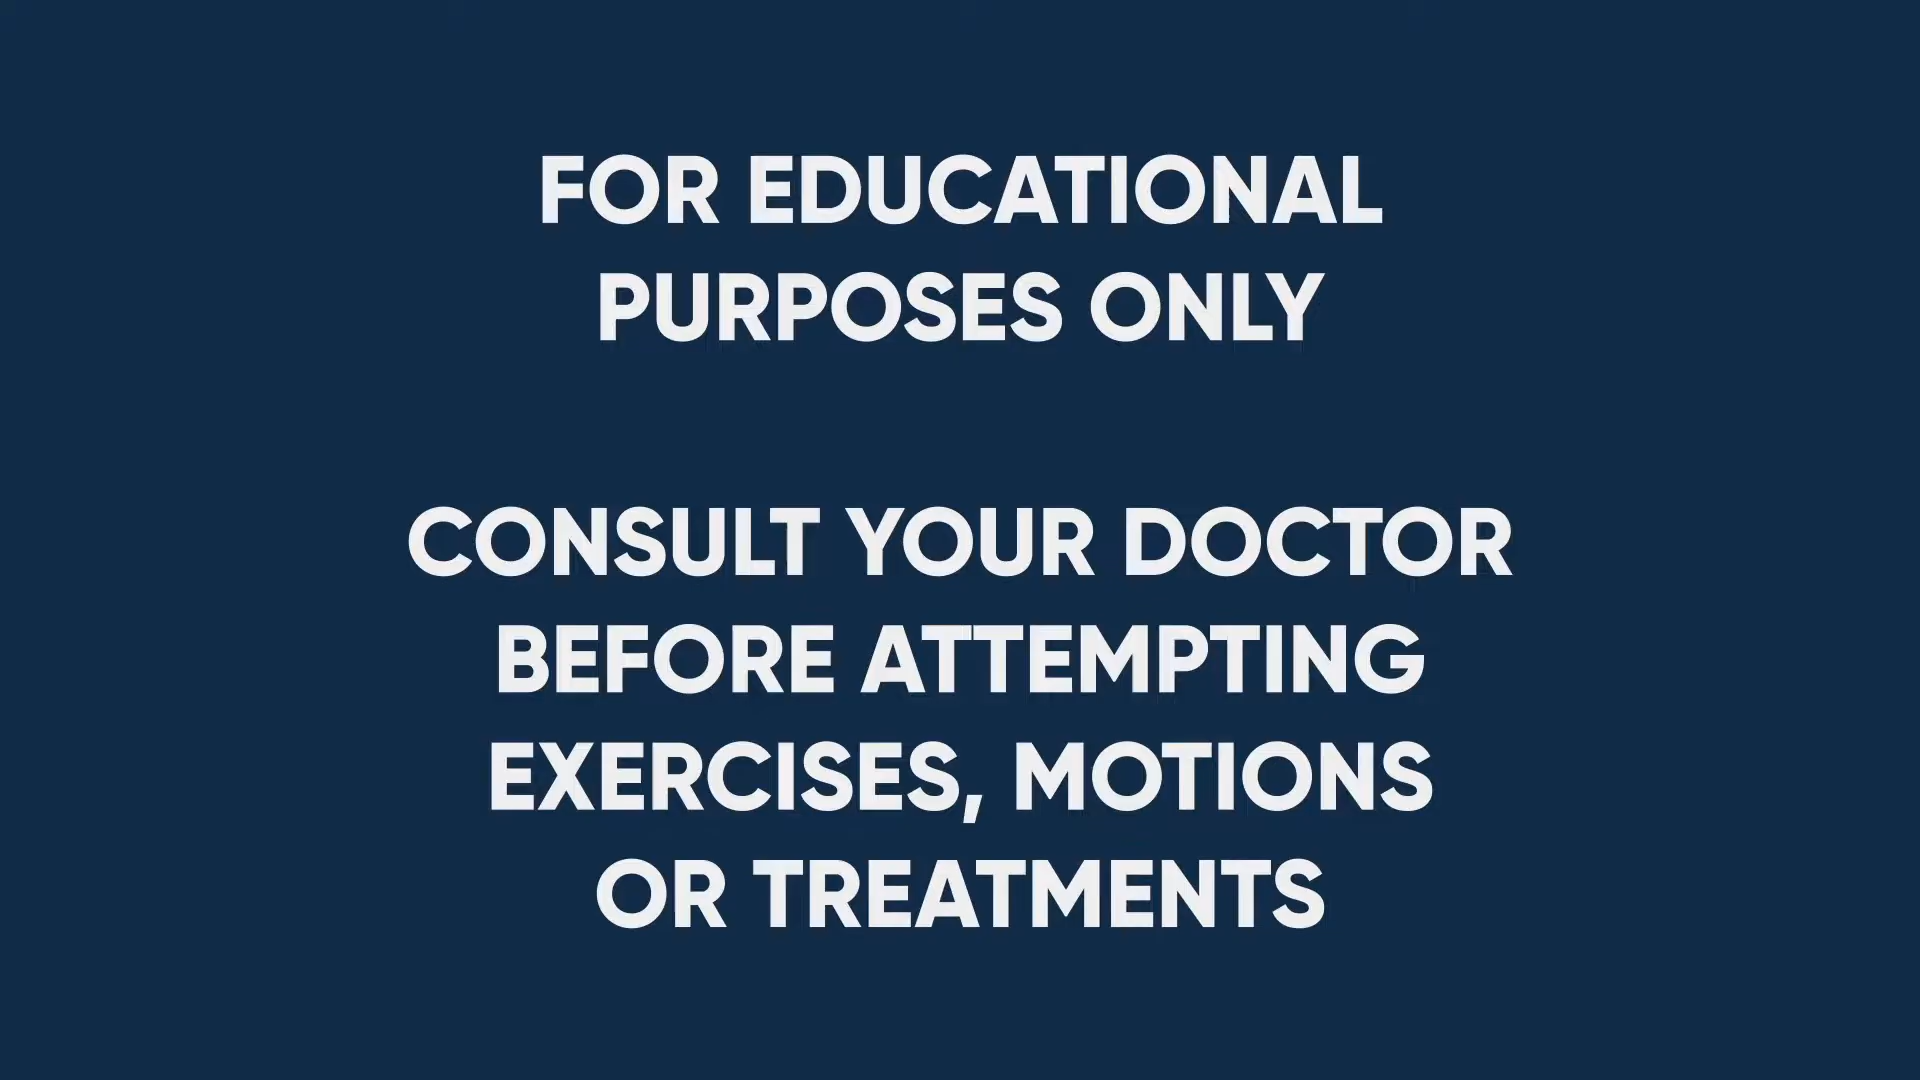 FOR EDUCATIONAL
PURPOSES ONLY
CONSULT YOUR DOCTOR
BEFORE ATTEMPTING
EXERCISES, MOTIONS
OR TREATMENTS